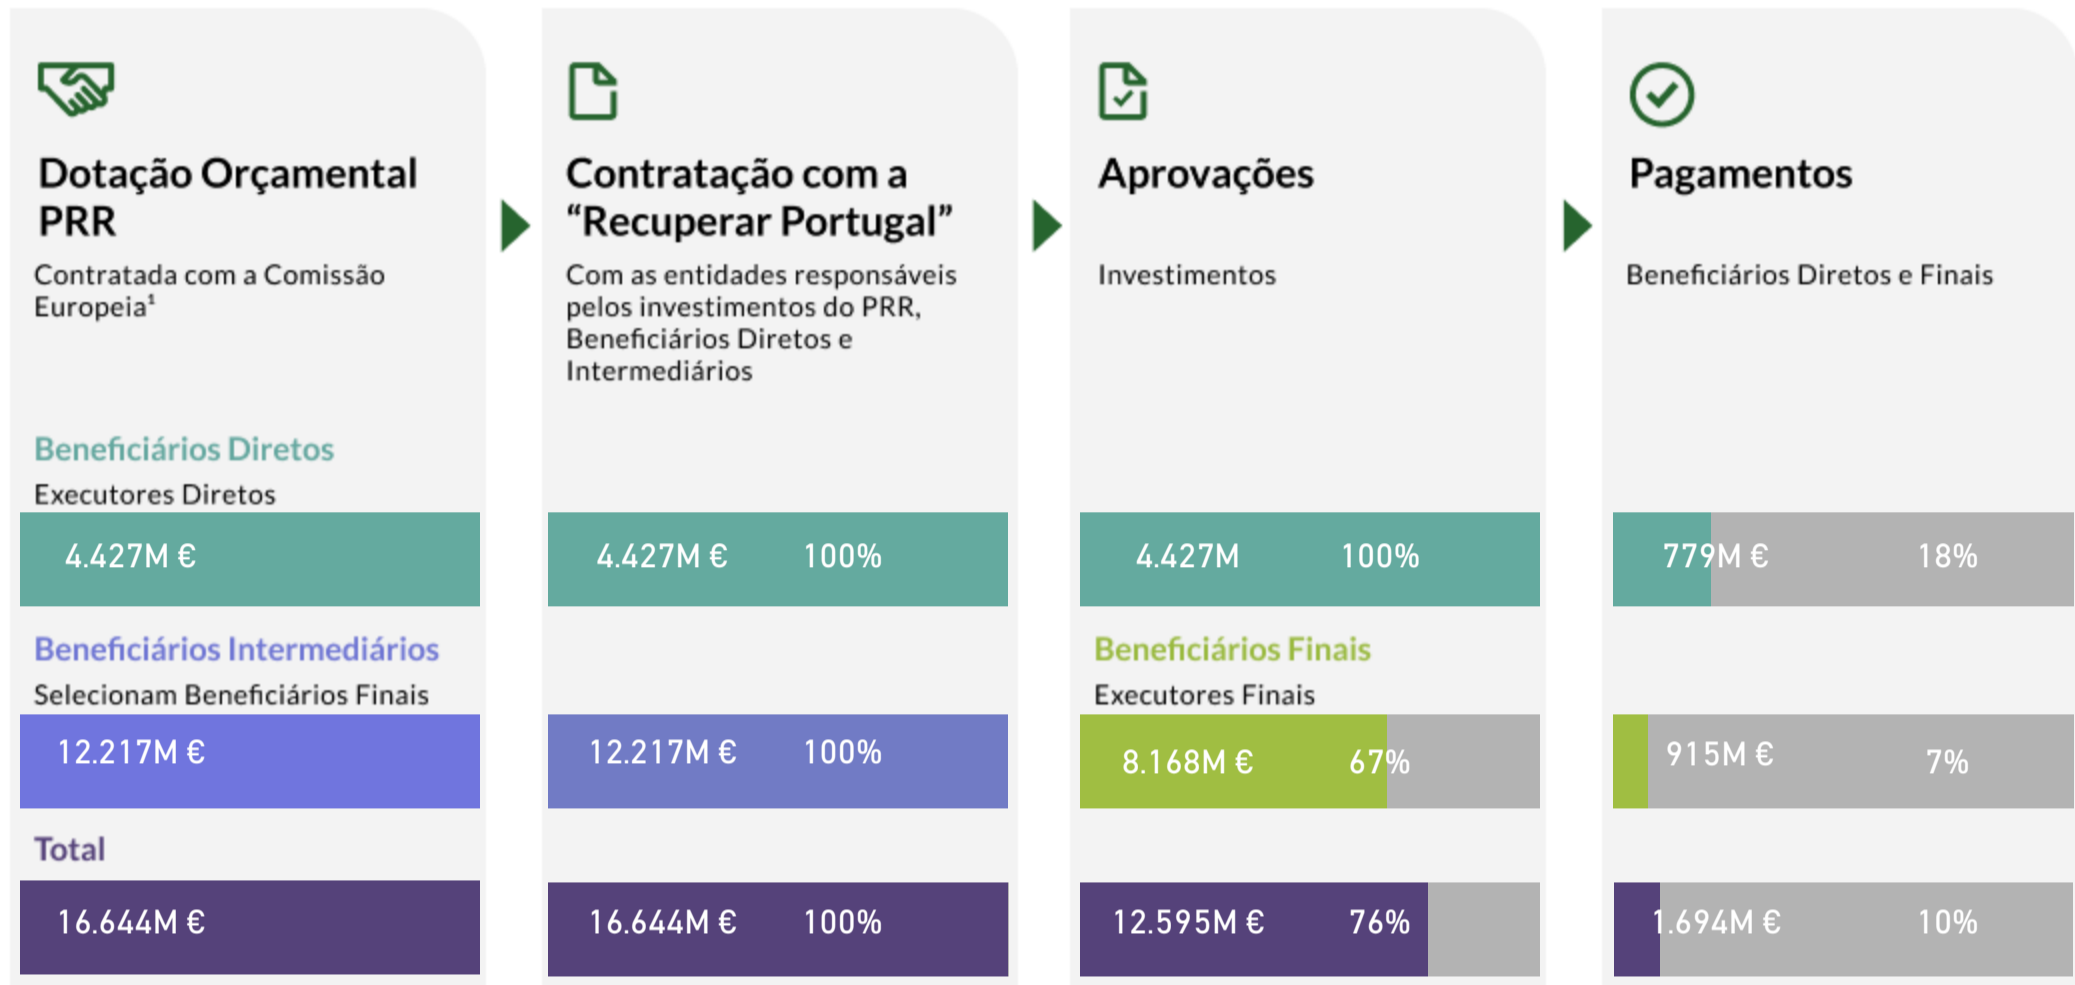 Dotação Orçamental
PRR
Contratada com a Comissão
Europeia¹
Contratação com a
“Recuperar Portugal”
Com as entidades responsáveis
pelos investimentos do PRR,
Beneficiários Diretos e
Intermediários
Aprovações
Investimentos
Pagamentos
Beneficiários Diretos e Finais
Beneficiários Diretos
Executores Diretos
4.427M €
4.427M € 100%
4.427M 100%
779M € 18%
Beneficiários Intermediários
Selecionam Beneficiários Finais
Beneficiários Finais
Executores Finais
12.217M €
12.217M € 100%
8.168M € 67%
915M € 7%
Total
16.644M €
16.644M € 100%
12.595M € 76%
1.694M € 10%